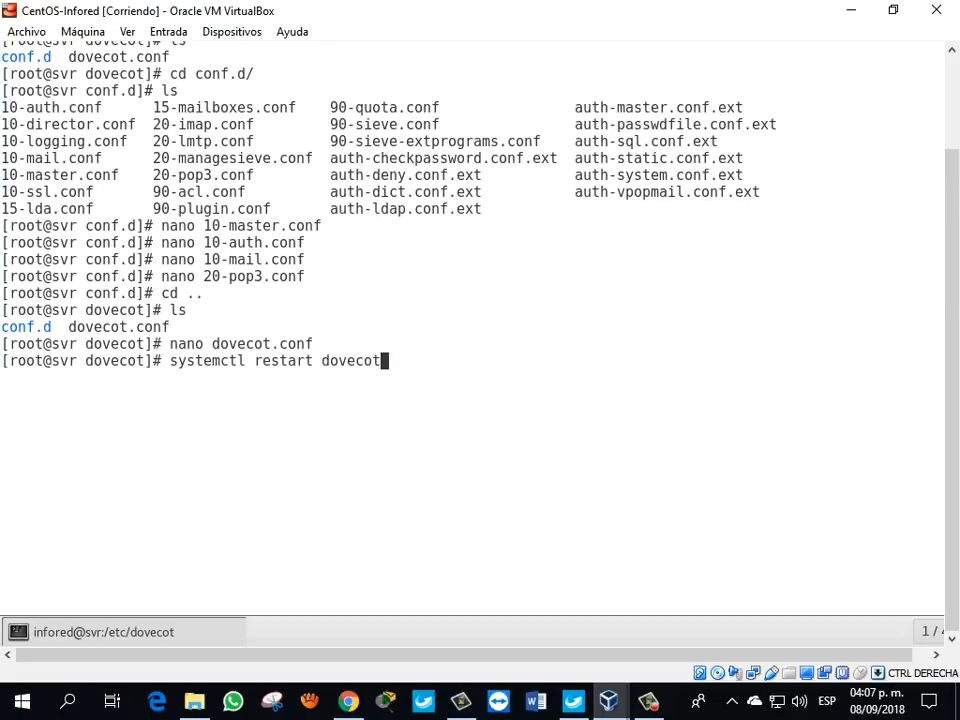 CentOS-Infored [Corriendo] - Oracle VM VirtualBox
Archivo Máquina Ver Entrada Dispositivos Ayuda
[root@svr dovecot]# ls
conf.d dovecot.conf
[root@svr dovecot]# cd conf.d/
[root@svr conf.d]# ls
10-auth.conf 15-mailboxes.conf 90-quota.conf auth-master.conf.ext
10-director.conf 20-imap.conf 90-sieve.conf auth-passwdfile.conf.ext
10-logging.conf 20-lmtp.conf 90-sieve-extprograms.conf auth-sql.conf.ext
10-mail.conf 20-managesieve.conf auth-checkpassword.conf.ext auth-static.conf.ext
10-master.conf 20-pop3.conf auth-deny.conf.ext auth-system.conf.ext
10-ssl.conf 90-acl.conf auth-dict.conf.ext auth-vpopmail.conf.ext
15-lda.conf 90-plugin.conf auth-ldap.conf.ext
[root@svr conf.d]# nano 10-master.conf
[root@svr conf.d]# nano 10-auth.conf
[root@svr conf.d]# nano 10-mail.conf
[root@svr conf.d]# nano 20-pop3.conf
[root@svr conf.d]# cd ..
[root@svr dovecot]# ls
conf.d dovecot.conf
[root@svr dovecot]# nano dovecot.conf
[root@svr dovecot]# systemctl restart dovecot
infored@svr:/etc/dovecot
1 /
CTRL DERECHA
ESP
04:07 p. m.
08/09/2018